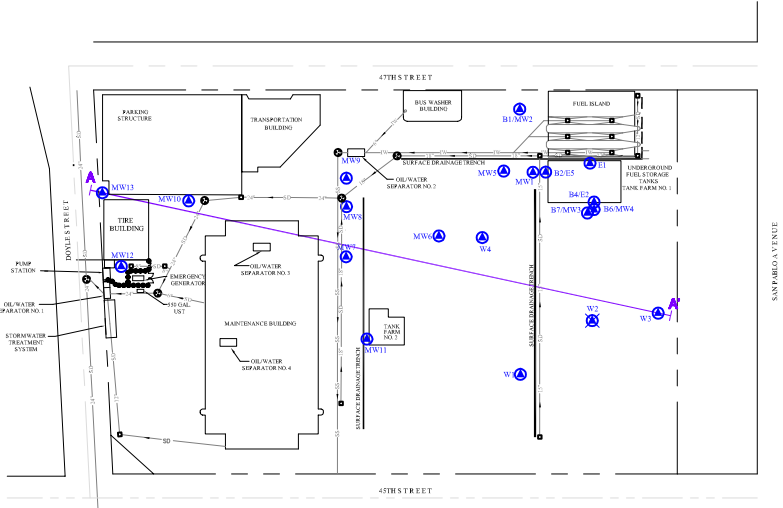 47TH STREET
PARKING
STRUCTURE
TRANSPORTATION
BUILDING
BUS WASHER
BUILDING
B1/MW2
FUEL ISLAND
MW9
SURFACE DRAINAGE TRENCH
OIL/WATER
SEPARATOR NO. 2
MW5
MW1
B2/E5
E1
UNDERGROUND
FUEL STORAGE
TANKS
TANK FARM NO. 1
A
MW13
MW10
MW8
B4/E2
B7/MW3
B6/MW4
DOYLE STREET
TIRE
BUILDING
MW6
W4
MW7
MW12
PUMP
STATION
OIL/WATER
SEPARATOR NO. 3
EMERGENCY
GENERATOR
550 GAL
UST
OIL/WATER
EPARATOR NO. 1
MAINTENANCE BUILDING
STORMWATER
TREATMENT
SYSTEM
TANK
FARM
NO. 2
MW11
OIL/WATER
SEPARATOR NO. 4
SURFACE DRAINAGE TRENCH
SURFACE DRAINAGE TRENCH
W1
W2
W3
A'
SD
SD
SAN PABLO AVENUE
45TH STREET